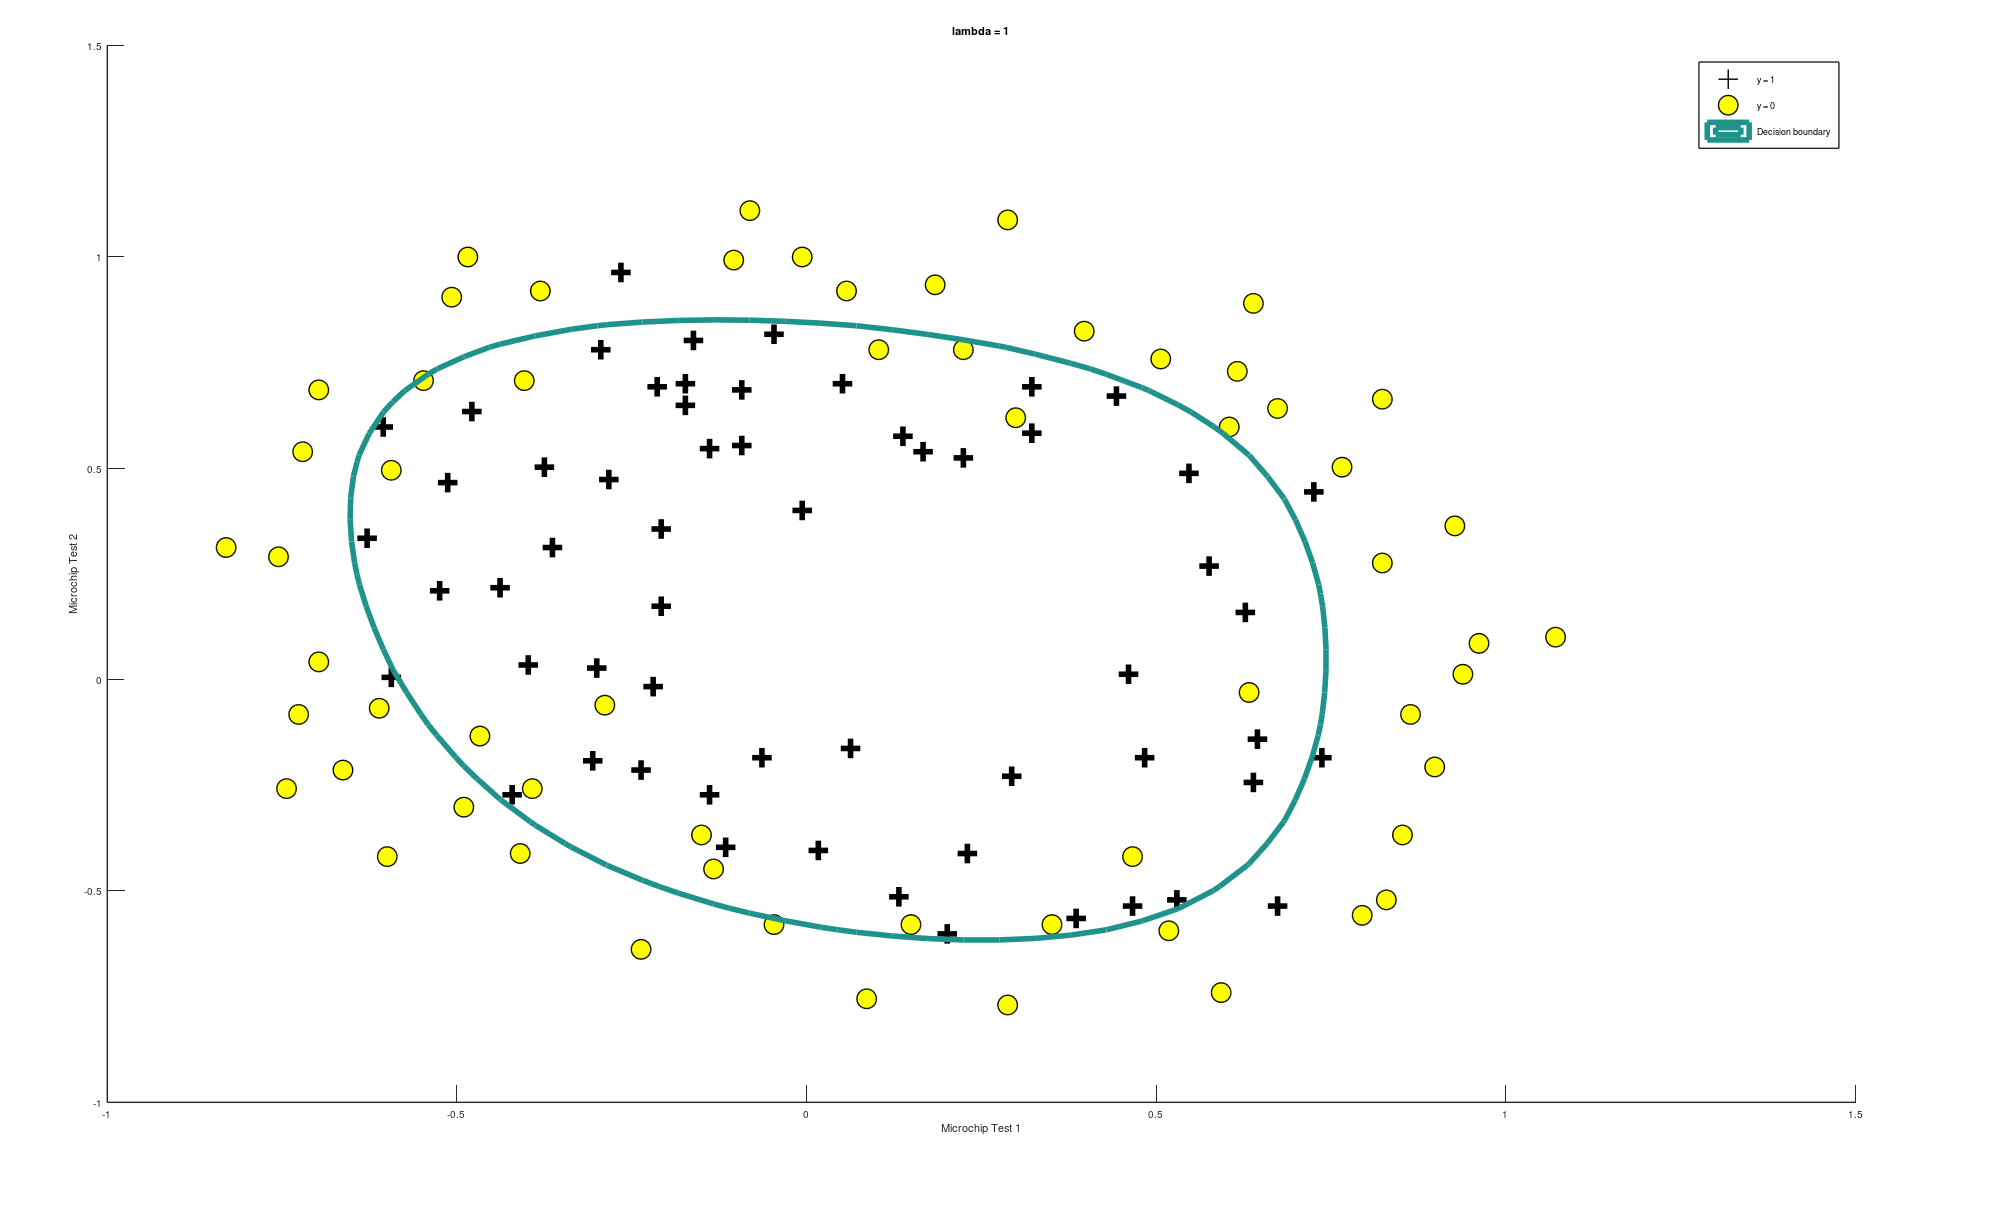 lambda = 1
1.5
y = 1
y = 0
Decision boundary
1
0.5
Microchip Test 2
0
-0.5
-1
-1 -0.5 0 0.5 1 1.5
Microchip Test 1